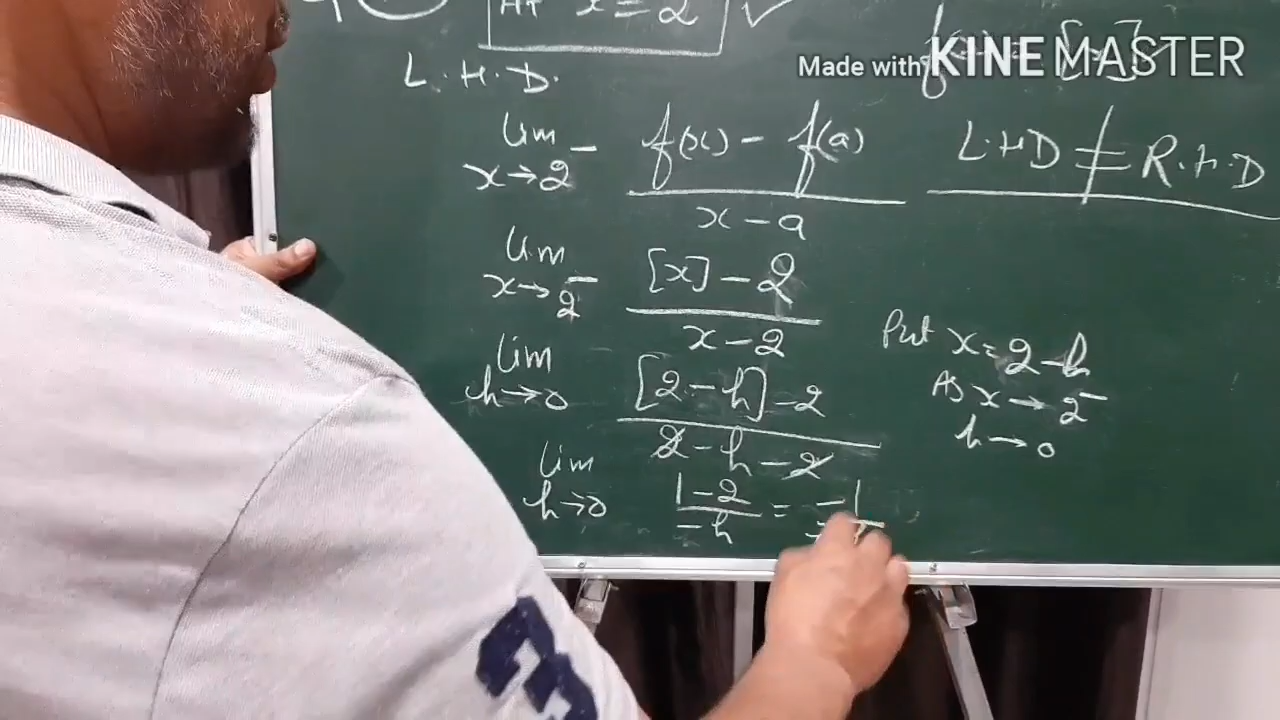 At x = 2 ✓
f(x) = [x]
Made with KINEMASTER
L.H.D.
lim x→2⁻ f(x) - f(a) / x - a
L.HD ≠ R.H.D
lim x→2⁻ [x] - 2 / x - 2
Put x = 2 - h
As x → 2⁻
h → 0
lim h→0 [2 - h] - 2 / 2 - h - 2
lim h→0 1 - 2 / - h = - 1